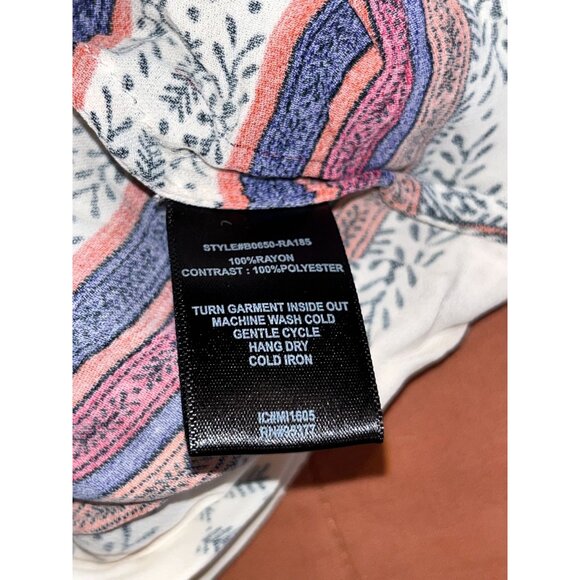 STYLE#B0650-RA185
100%RAYON
CONTRAST : 100%POLYESTER
TURN GARMENT INSIDE OUT
MACHINE WASH COLD
GENTLE CYCLE
HANG DRY
COLD IRON
IC#MI1605